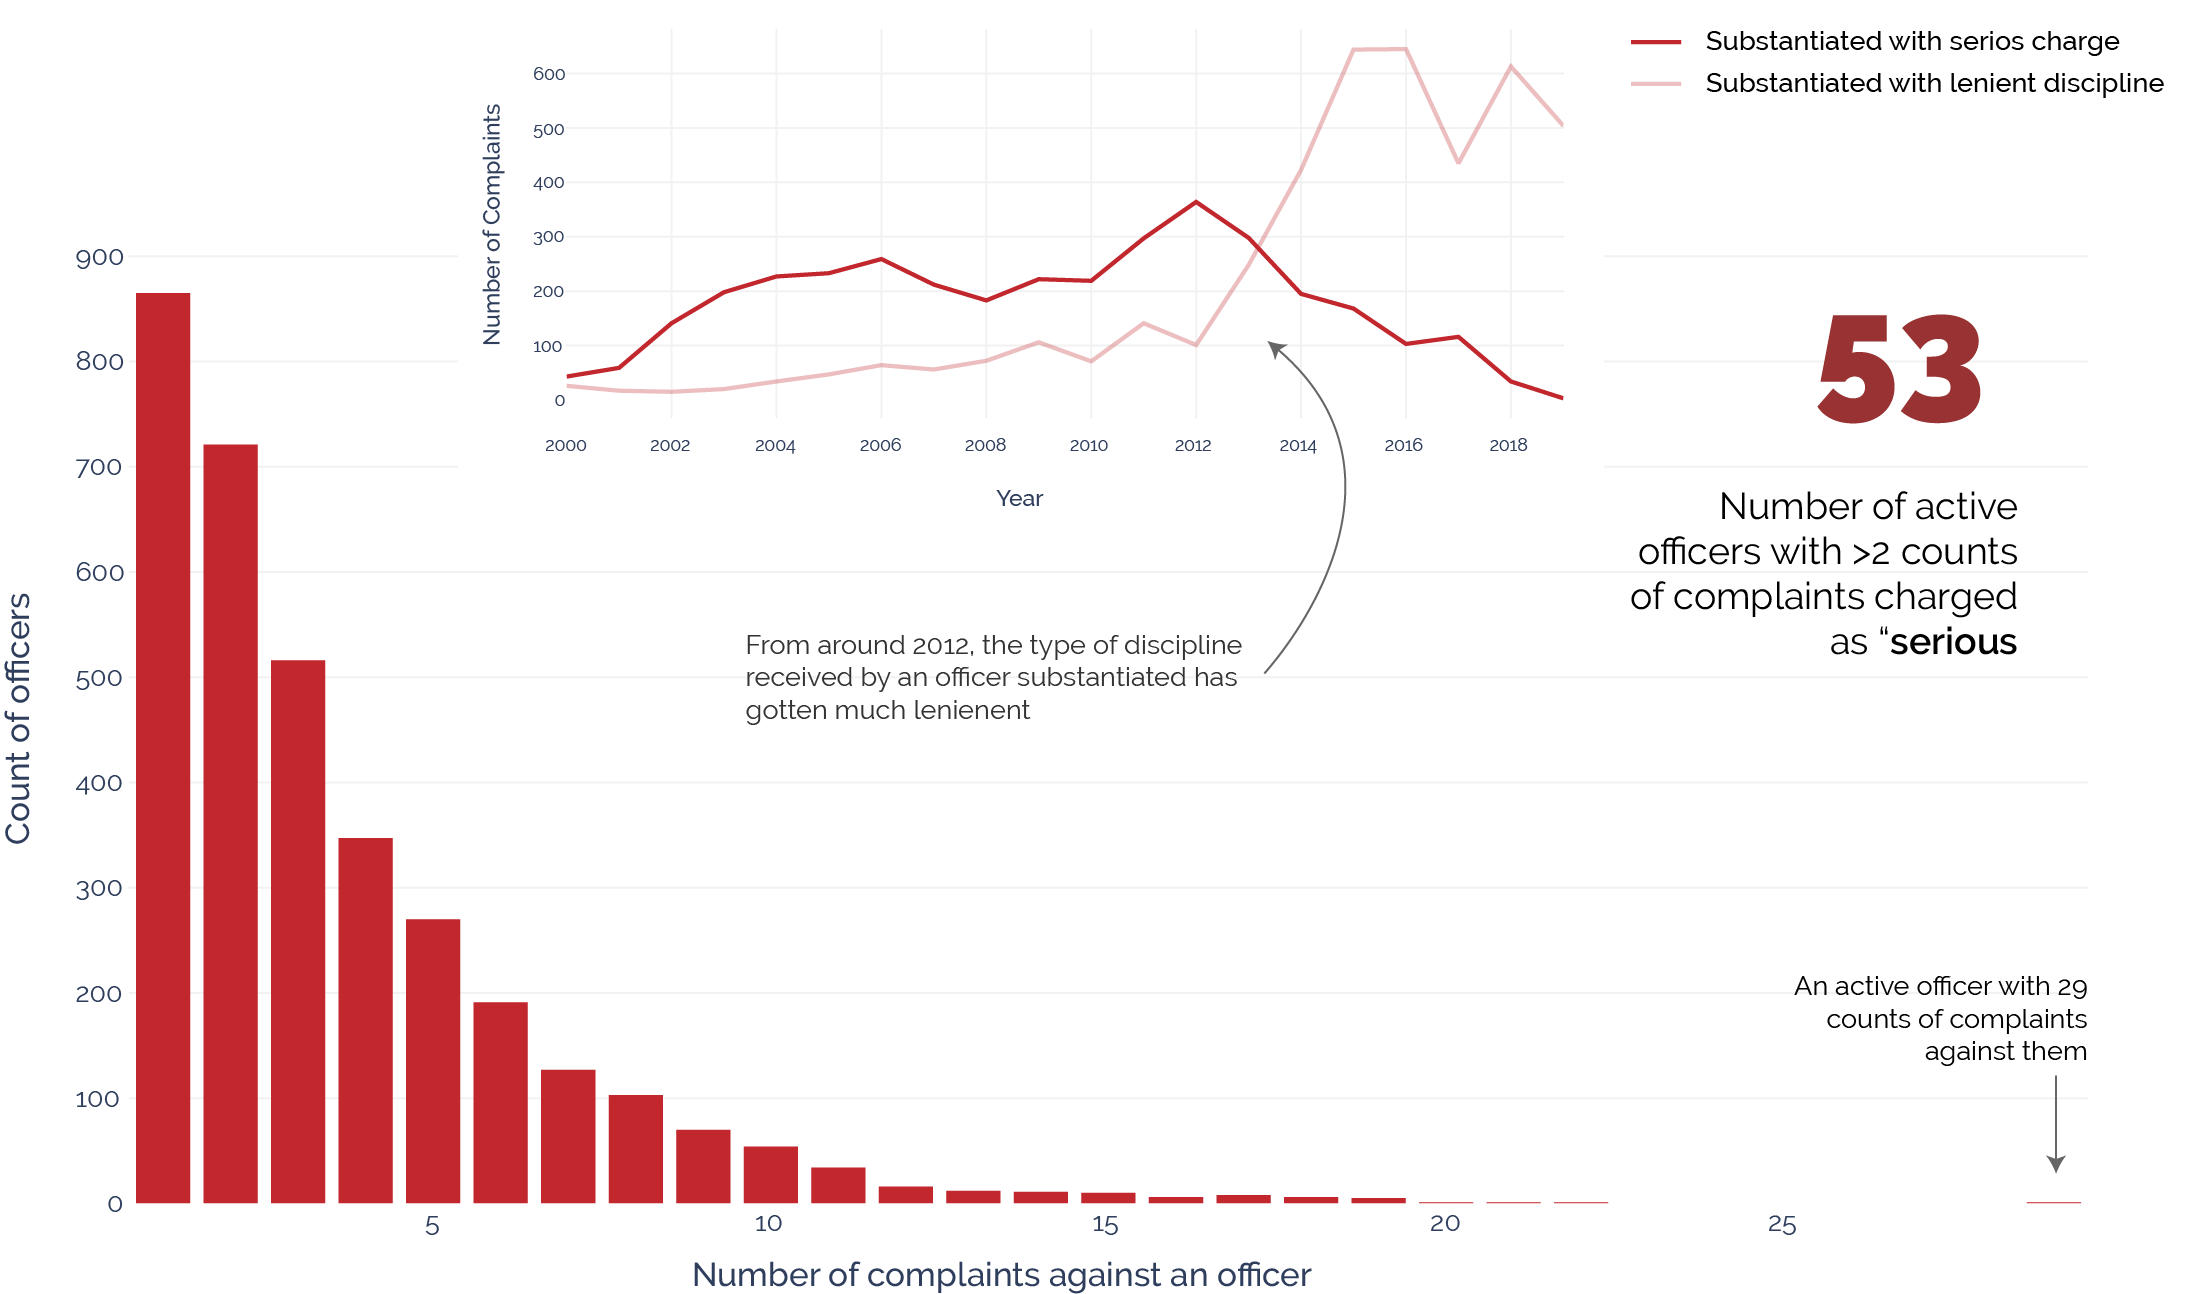 Substantiated with serios charge
Substantiated with lenient discipline
Number of Complaints
600
500
400
300
200
100
0
2000 2002 2004 2006 2008 2010 2012 2014 2016 2018
Year
53
Number of active
officers with >2 counts
of complaints charged
as “serious
From around 2012, the type of discipline
received by an officer substantiated has
gotten much lenienent
An active officer with 29
counts of complaints
against them
Count of officers
900
800
700
600
500
400
300
200
100
0
5 10 15 20 25
Number of complaints against an officer